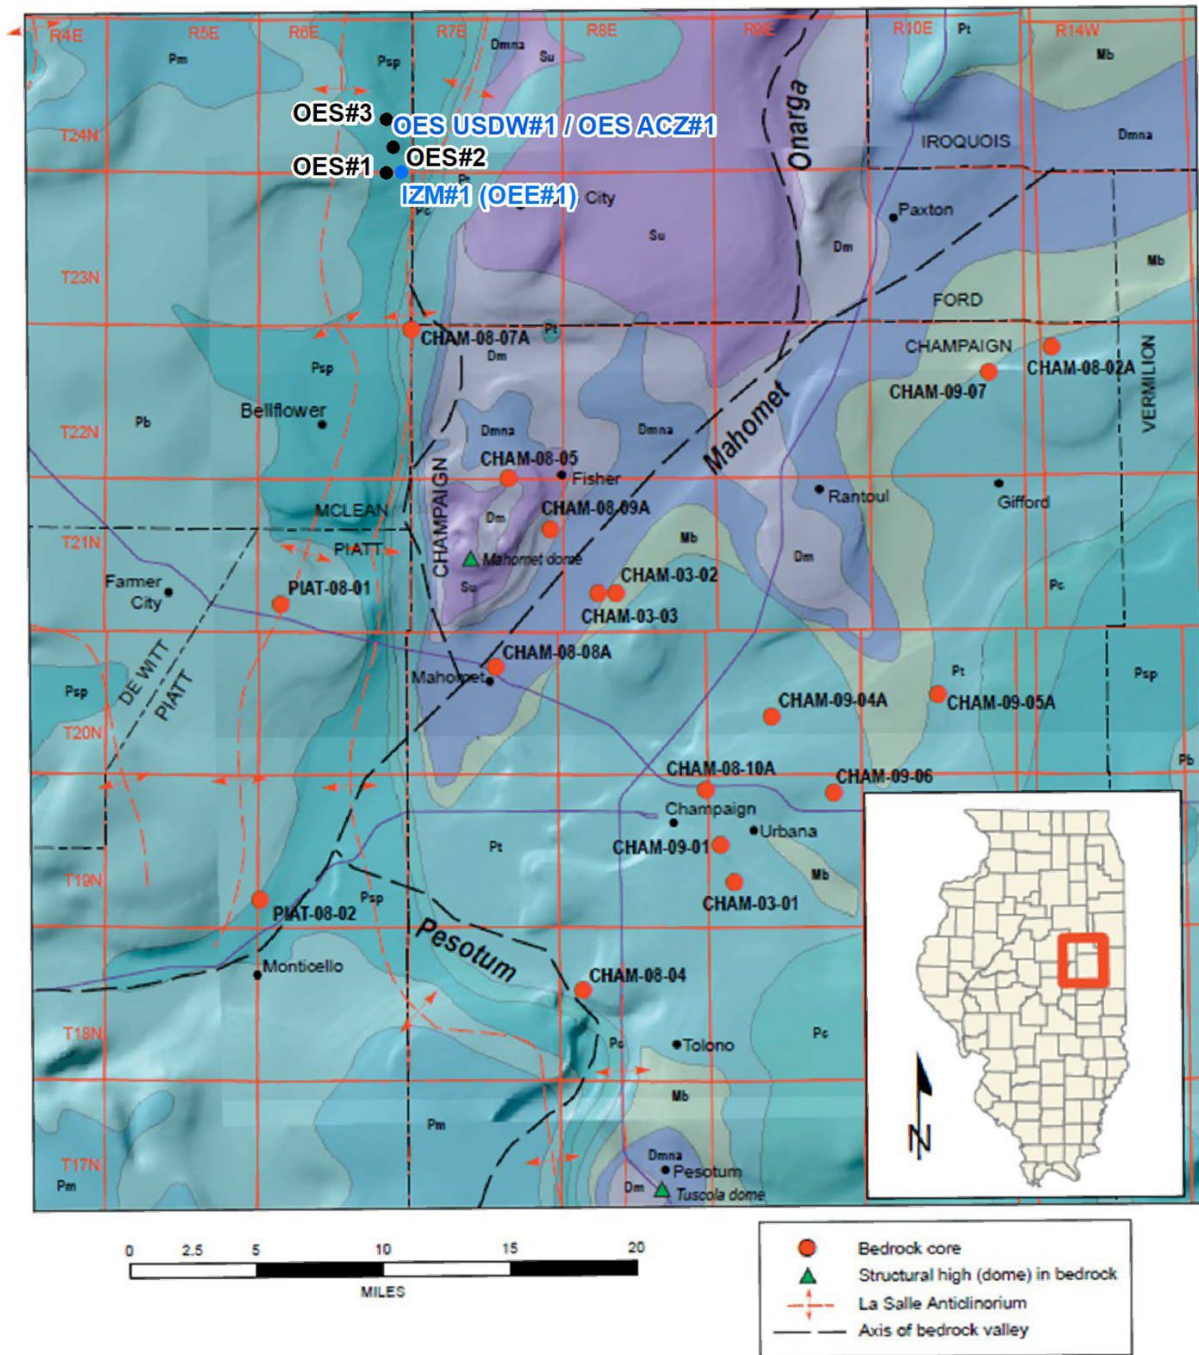 R4E
R5E
R6E
R7E
R8E
R9E
R10E
R14W
Pm
Psp
Dmna
Su
Pt
Mb
OES#3
OES USDW#1 / OES ACZ#1
T24N
OES#1
OES#2
IZM#1 (OEE#1)
Onarga
IROQUOIS
Dmna
Pt
Pc
City
Paxton
Su
Dm
Mb
T23N
FORD
CHAM-08-07A
Pt
Dm
CHAMPAIGN
CHAM-08-02A
CHAM-09-07
VERMILION
Psp
Bellflower
Pb
T22N
Dmna
Dmna
Mahomet
CHAM-08-05
Fisher
Rantoul
Gifford
MCLEAN
CHAMPAIGN
Dm
CHAM-08-09A
T21N
PIATT
Mahomet dome
Mb
Dm
Su
Pc
Farmer
City
PIAT-08-01
CHAM-03-02
CHAM-03-03
DE WITT
PIATT
Psp
Mahomet
CHAM-08-08A
Pt
Psp
CHAM-09-04A
CHAM-09-05A
T20N
CHAM-08-10A
CHAM-09-06
Pb
Champaign
Urbana
Pt
CHAM-09-01
T19N
Psp
Mb
CHAM-03-01
PIAT-08-02
Pesotum
Monticello
CHAM-08-04
T18N
Pc
Tolono
Pc
Mb
Pm
T17N
Dmna
Pesotum
Pm
Dm
Tuscola dome
N
0
2.5
5
10
15
20
MILES
Bedrock core
Structural high (dome) in bedrock
La Salle Anticlinorium
Axis of bedrock valley